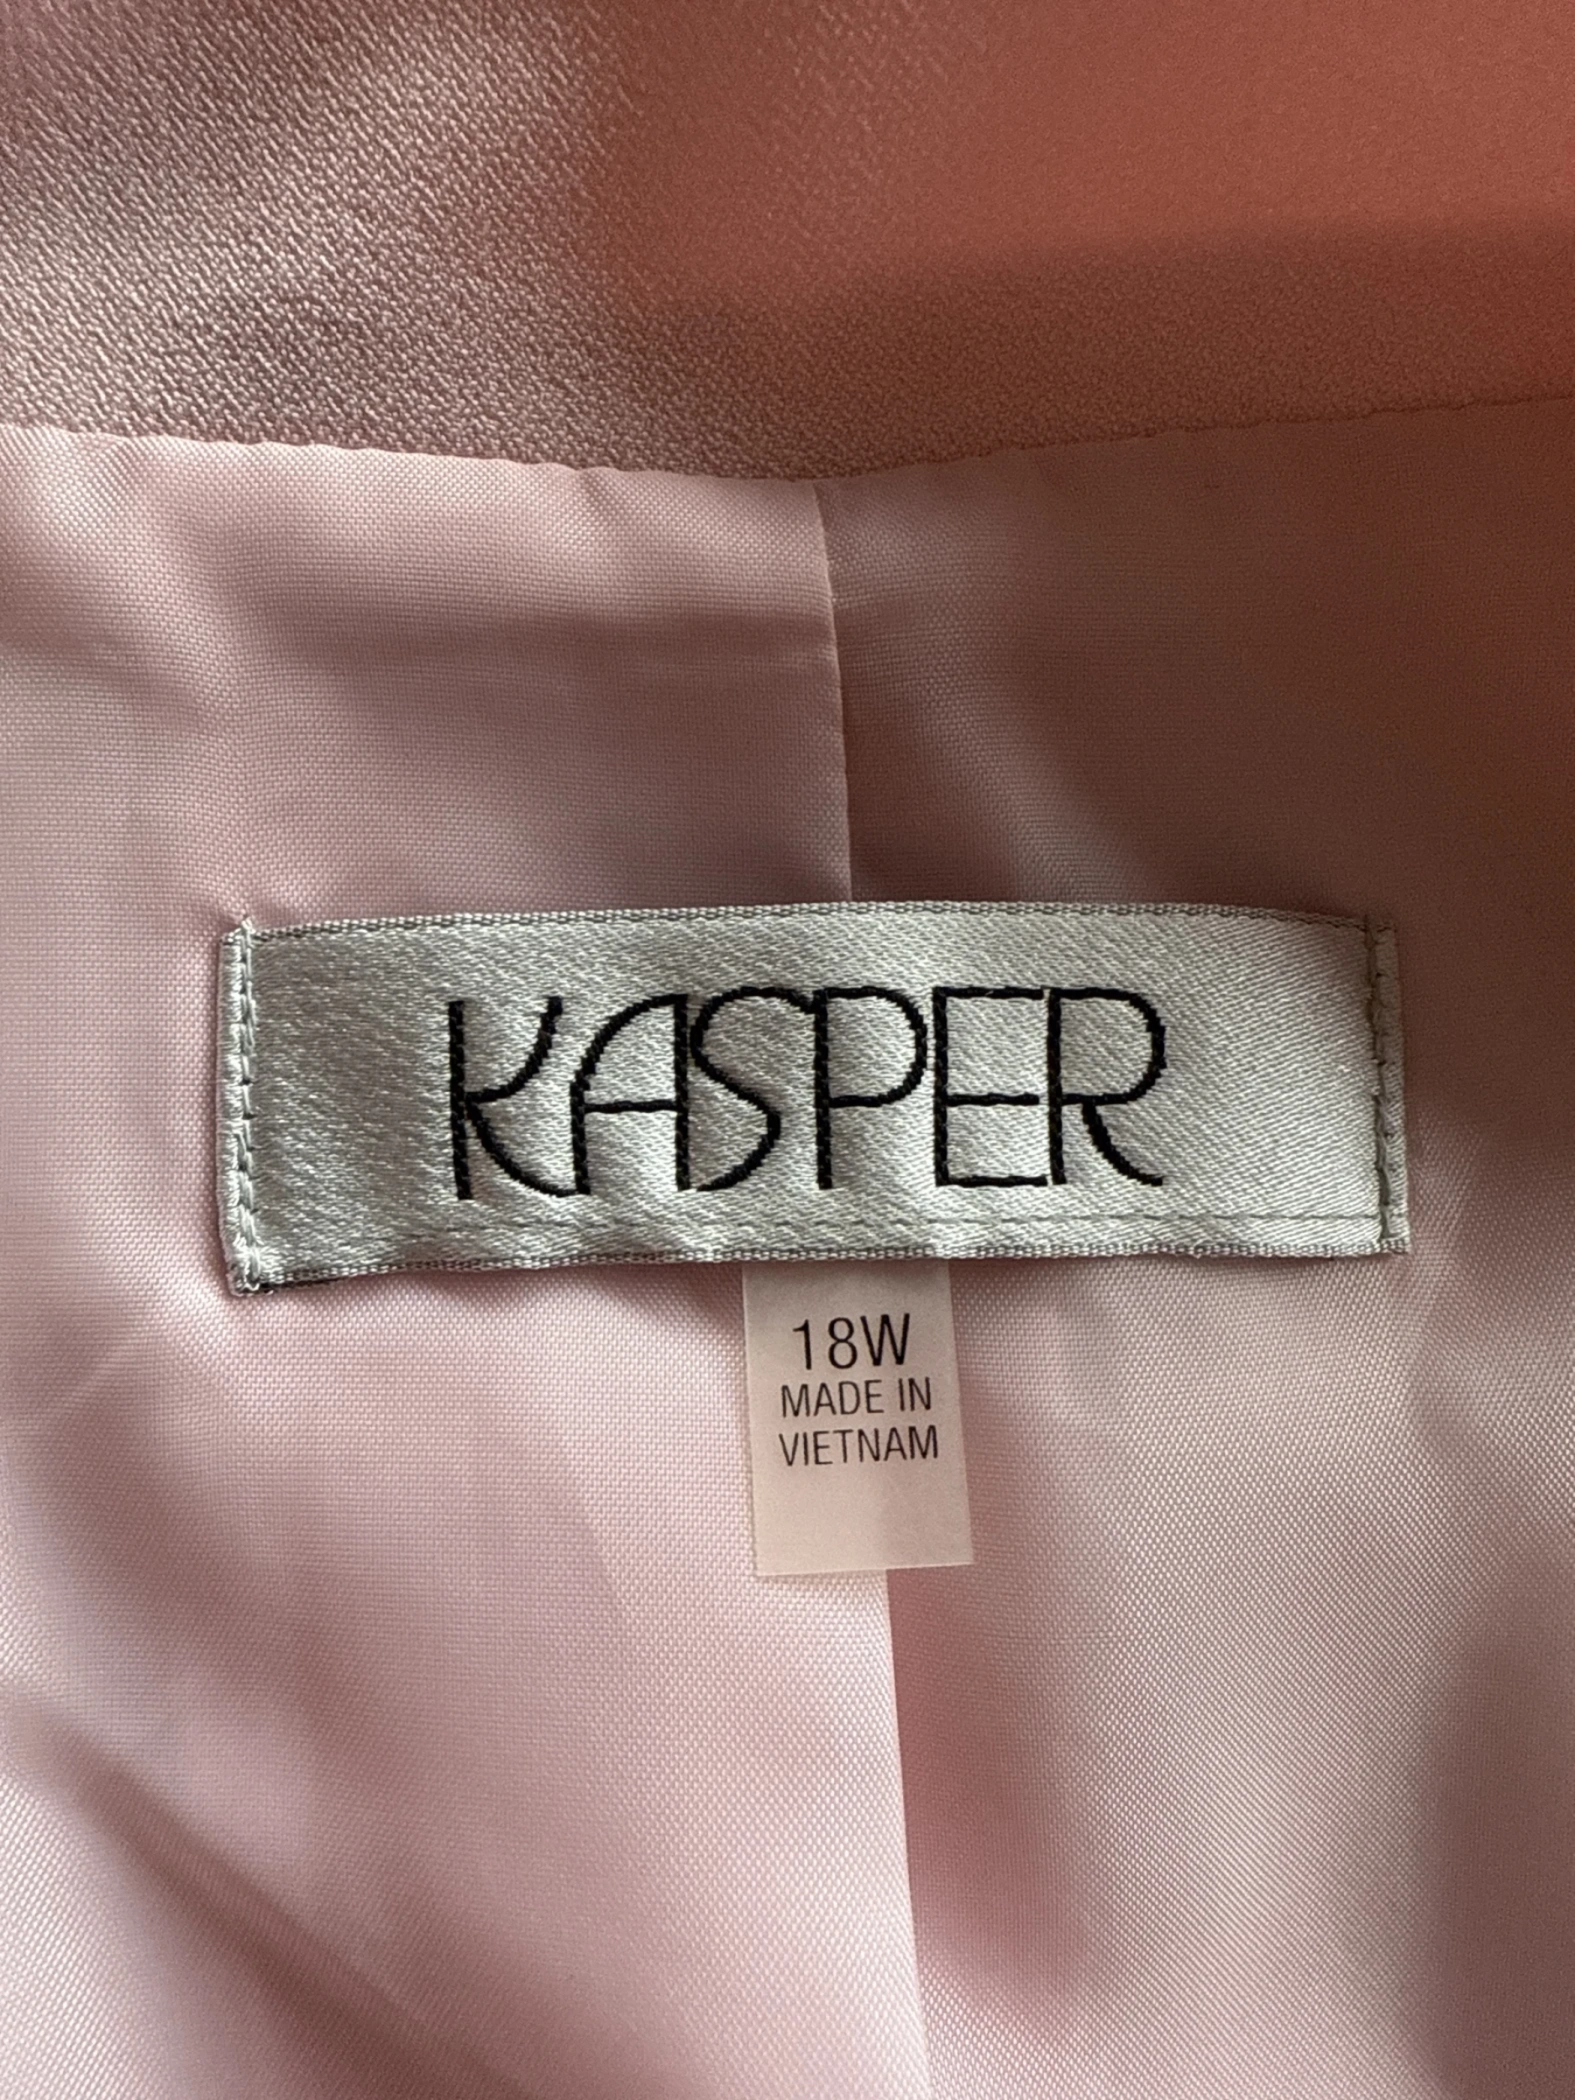 KASPER
18W
MADE IN
VIETNAM